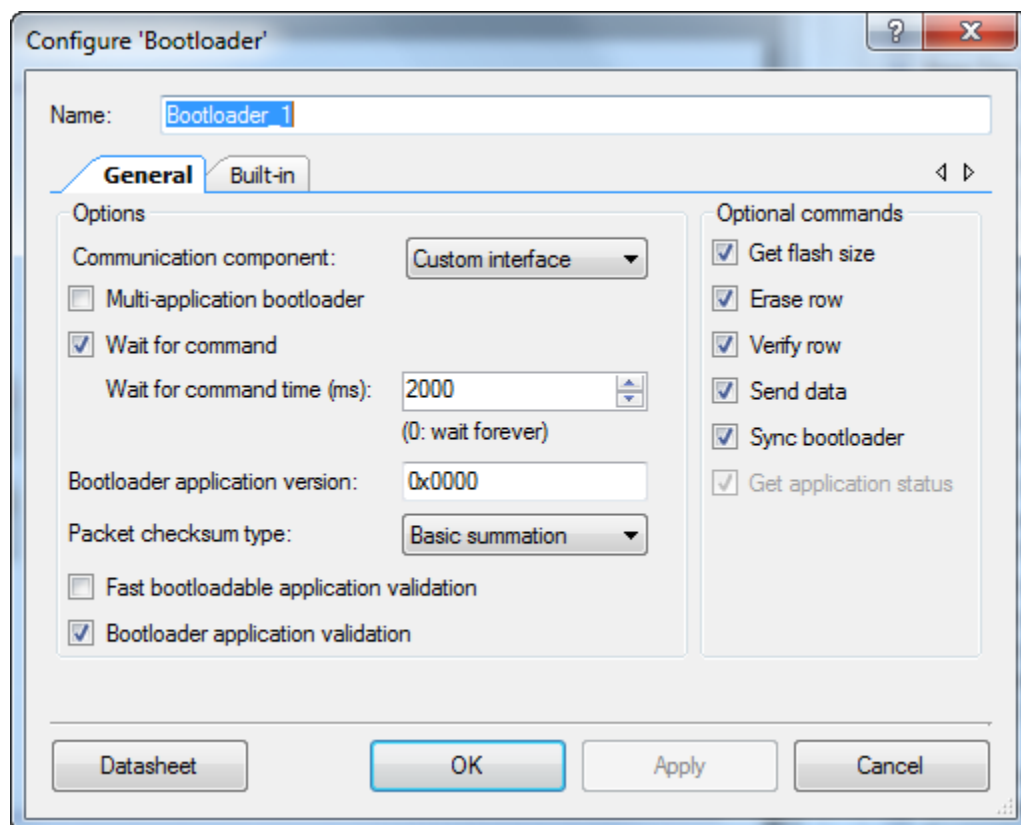 Configure 'Bootloader'
Name: Bootloader_1
General Built-in
Options
Communication component: Custom interface
Multi-application bootloader
Wait for command
Wait for command time (ms): 2000
(0: wait forever)
Bootloader application version: 0x0000
Packet checksum type: Basic summation
Fast bootloadable application validation
Bootloader application validation
Optional commands
Get flash size
Erase row
Verify row
Send data
Sync bootloader
Get application status
Datasheet OK Apply Cancel